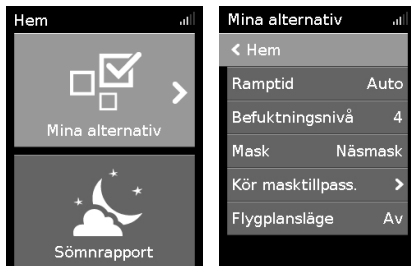 Hem
Mina alternativ
Sömnrapport
Mina alternativ
Hem
Ramptid Auto
Befuktningsnivå 4
Mask Näsmask
Kör masktillpass.
Flygplansläge Av